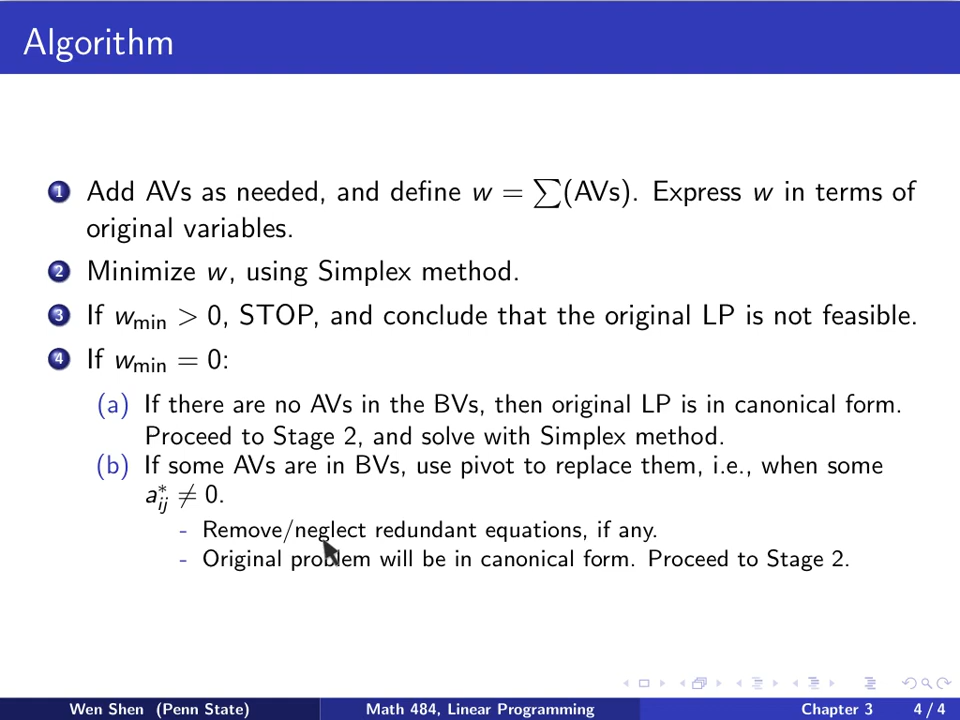 Algorithm
1 Add AVs as needed, and define w = ∑(AVs). Express w in terms of
original variables.
2 Minimize w, using Simplex method.
3 If w_min > 0, STOP, and conclude that the original LP is not feasible.
4 If w_min = 0:
(a) If there are no AVs in the BVs, then original LP is in canonical form.
Proceed to Stage 2, and solve with Simplex method.
(b) If some AVs are in BVs, use pivot to replace them, i.e., when some
a*_ij ≠ 0.
- Remove/neglect redundant equations, if any.
- Original problem will be in canonical form. Proceed to Stage 2.
Wen Shen (Penn State) Math 484, Linear Programming Chapter 3 4 / 4